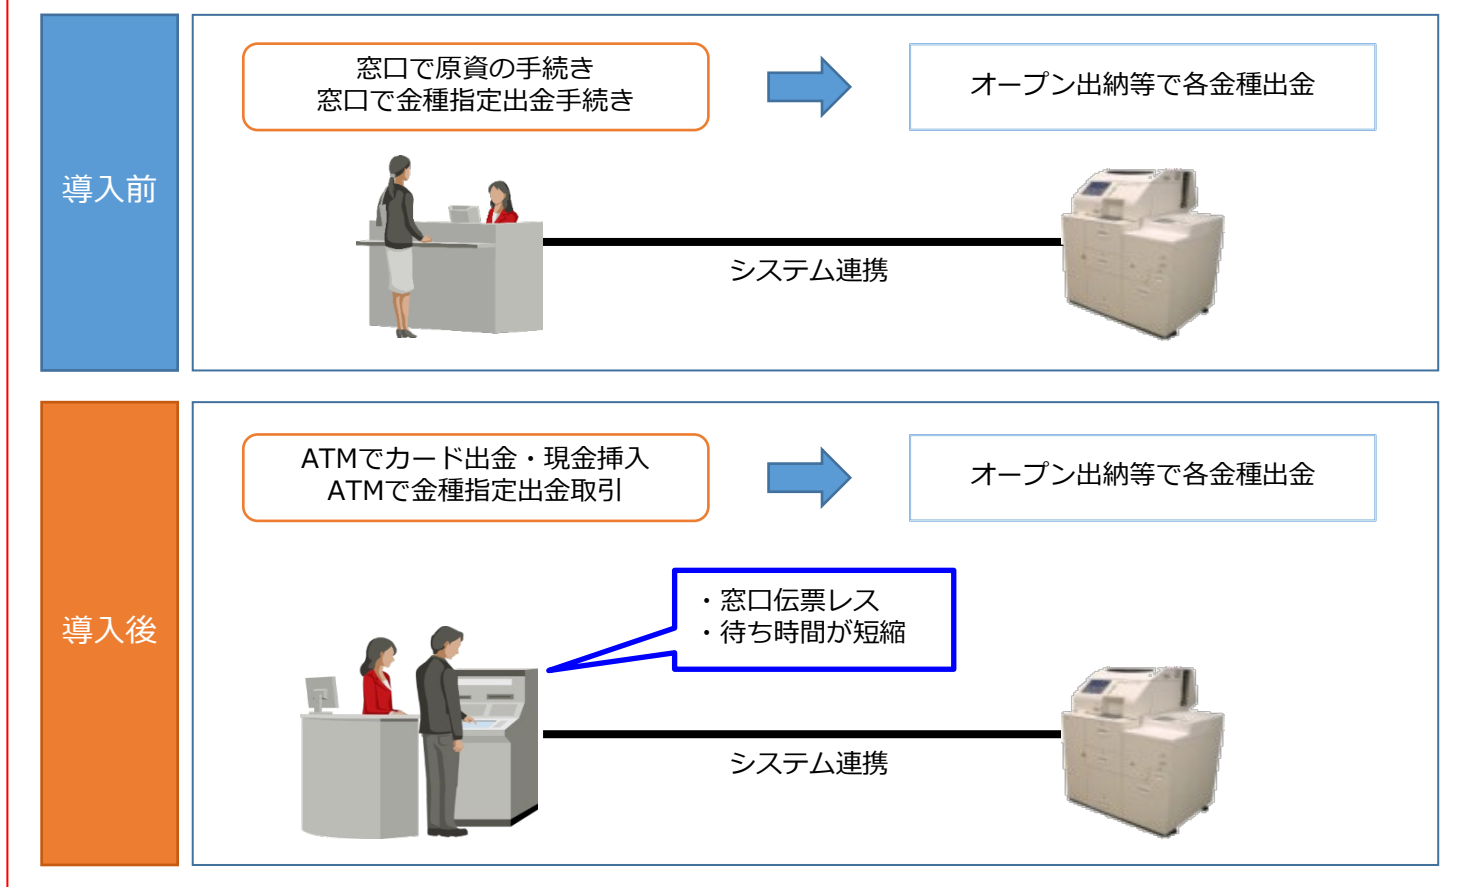 導入前
窓口で原資の手続き
窓口で金種指定出金手続き
オープン出納等で各金種出金
システム連携
導入後
ATMでカード出金・現金挿入
ATMで金種指定出金取引
オープン出納等で各金種出金
・窓口伝票レス
・待ち時間が短縮
システム連携